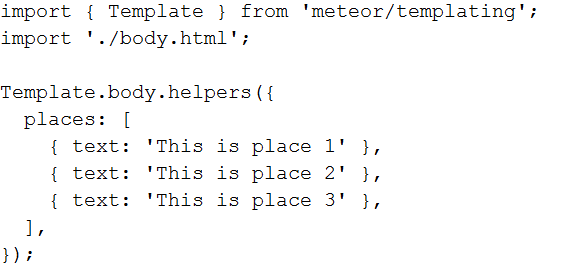 import { Template } from 'meteor/templating';
import './body.html';

Template.body.helpers({
  places: [
    { text: 'This is place 1' },
    { text: 'This is place 2' },
    { text: 'This is place 3' },
  ],
});